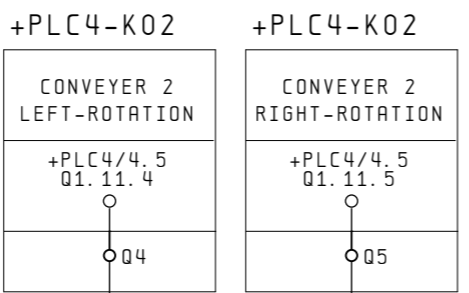 +PLC4-K02
CONVEYER 2
LEFT-ROTATION
+PLC4/4.5
Q1.11.4
Q4
+PLC4-K02
CONVEYER 2
RIGHT-ROTATION
+PLC4/4.5
Q1.11.5
Q5